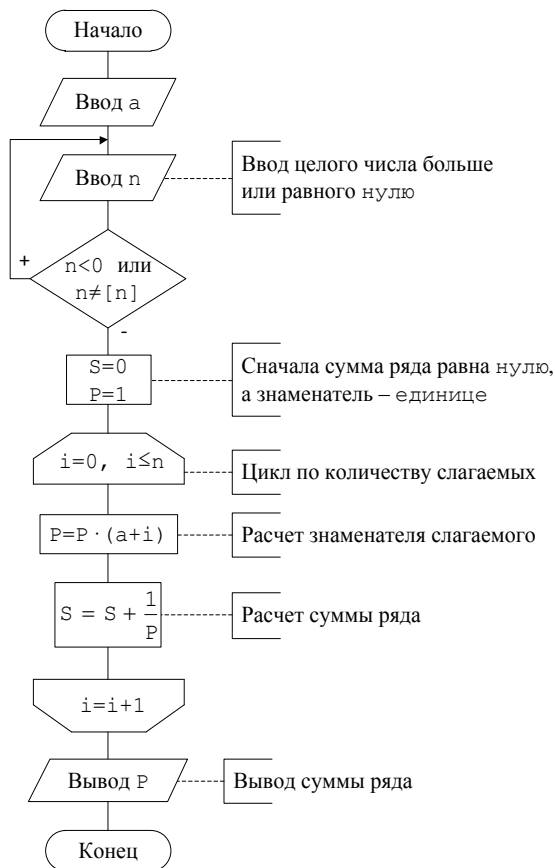 Начало
Ввод a
Ввод n
Ввод целого числа больше
или равного нулю
+
n<0 или
n≠[n]
-
S=0
P=1
Сначала сумма ряда равна нулю,
а знаменатель – единице
i=0, i≤n
Цикл по количеству слагаемых
P=P·(a+i)
Расчет знаменателя слагаемого
S = S + 1/P
Расчет суммы ряда
i=i+1
Вывод P
Вывод суммы ряда
Конец